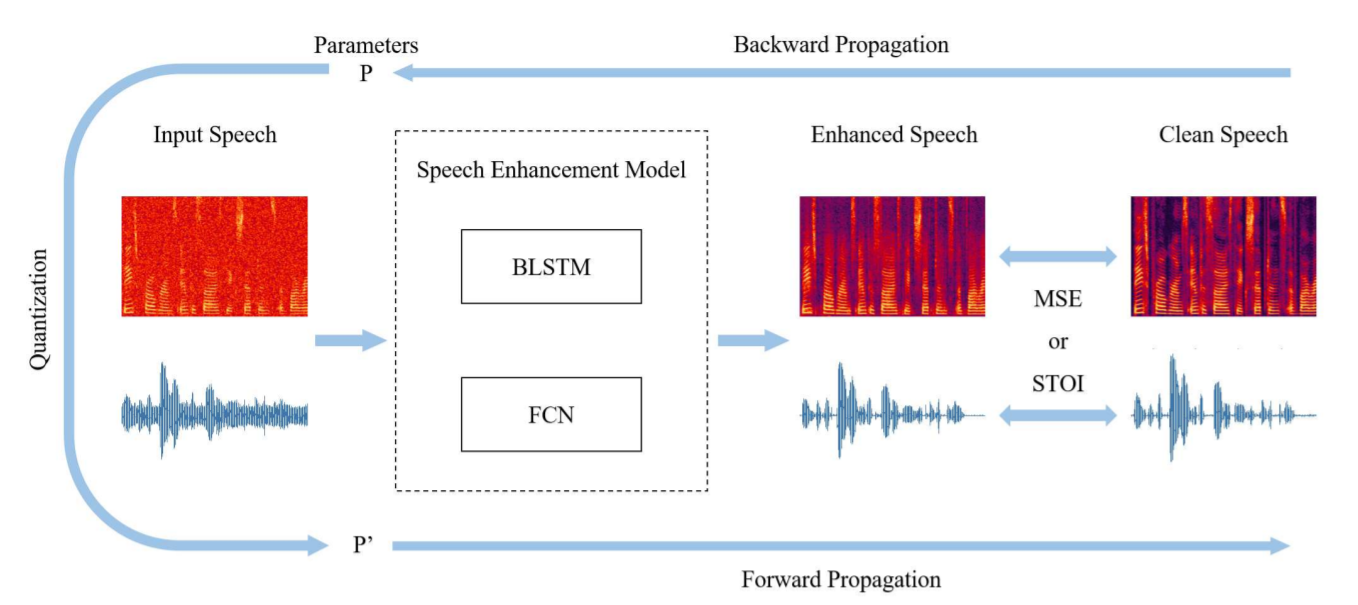 Parameters
P
Backward Propagation
Input Speech
Enhanced Speech
Clean Speech
Speech Enhancement Model
BLSTM
Quantization
MSE
or
STOI
FCN
P’
Forward Propagation